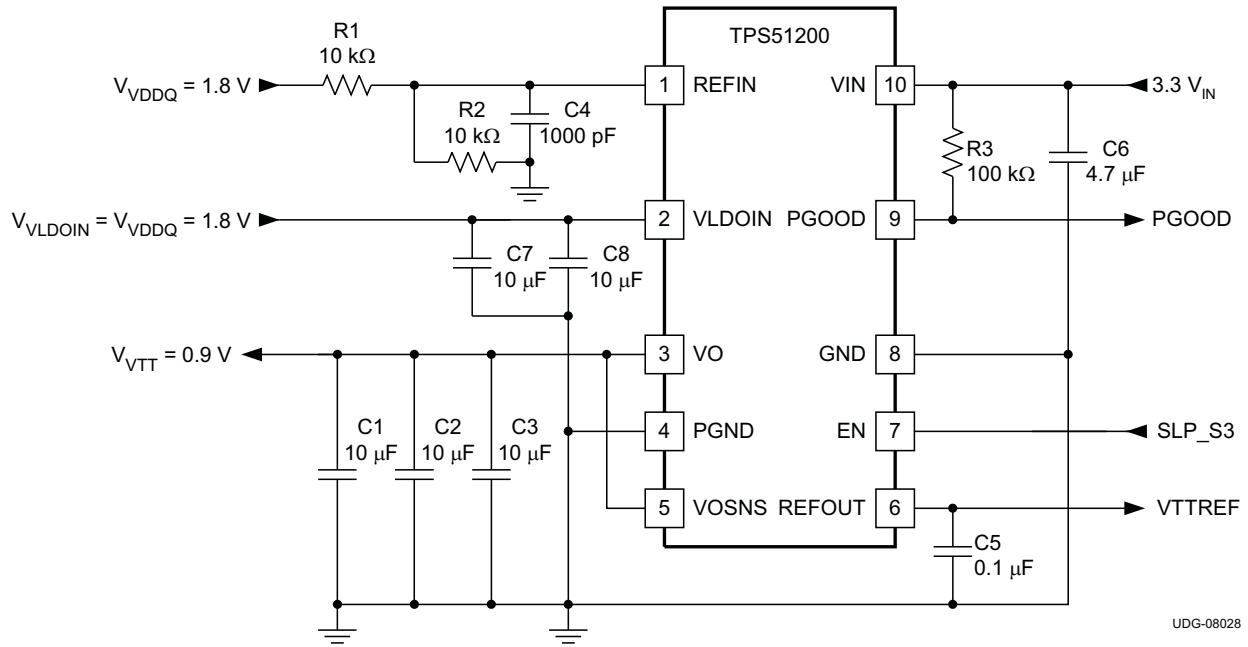 TPS51200
R1
10 kΩ
V_VDDQ = 1.8 V
1 REFIN
VIN 10
3.3 V_IN
R2
10 kΩ
C4
1000 pF
R3
100 kΩ
C6
4.7 μF
V_VLDOIN = V_VDDQ = 1.8 V
2 VLDOIN
PGOOD 9
PGOOD
C7
10 μF
C8
10 μF
V_VTT = 0.9 V
3 VO
GND 8
C1
10 μF
C2
10 μF
C3
10 μF
4 PGND
EN 7
SLP_S3
5 VOSNS
REFOUT 6
VTTREF
C5
0.1 μF
UDG-08028